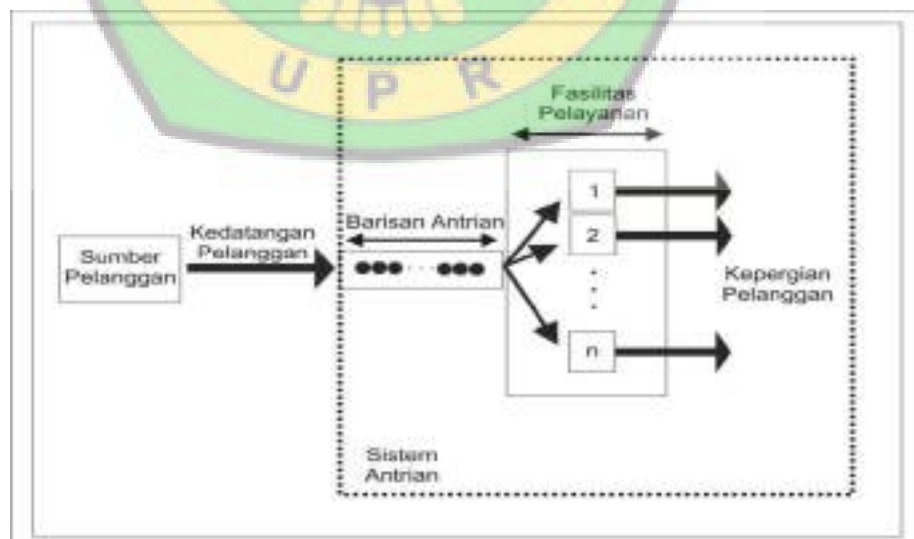 U P R
Fasilitas
Pelayanan
Barisan Antrian
Kedatangan
Pelanggan
Sumber
Pelanggan
1
2
n
Kepergian
Pelanggan
Sistem
Antrian